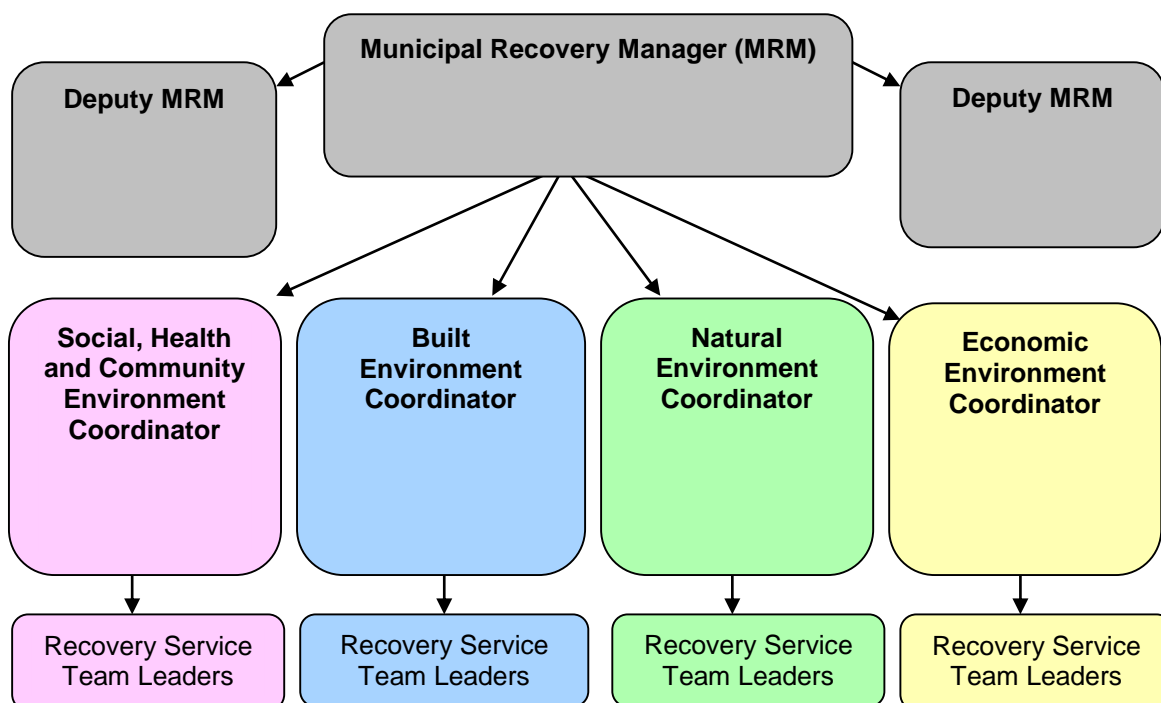 Municipal Recovery Manager (MRM)
Deputy MRM
Deputy MRM
Social, Health
and Community
Environment
Coordinator
Built
Environment
Coordinator
Natural
Environment
Coordinator
Economic
Environment
Coordinator
Recovery Service
Team Leaders
Recovery Service
Team Leaders
Recovery Service
Team Leaders
Recovery Service
Team Leaders